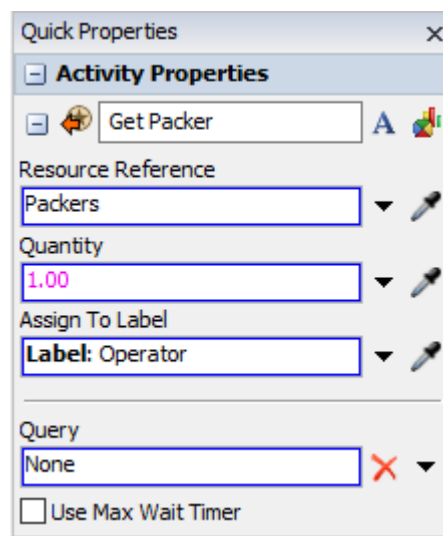 Quick Properties
Activity Properties
Get Packer
A
Resource Reference
Packers
Quantity
1.00
Assign To Label
Label: Operator
Query
None
Use Max Wait Timer